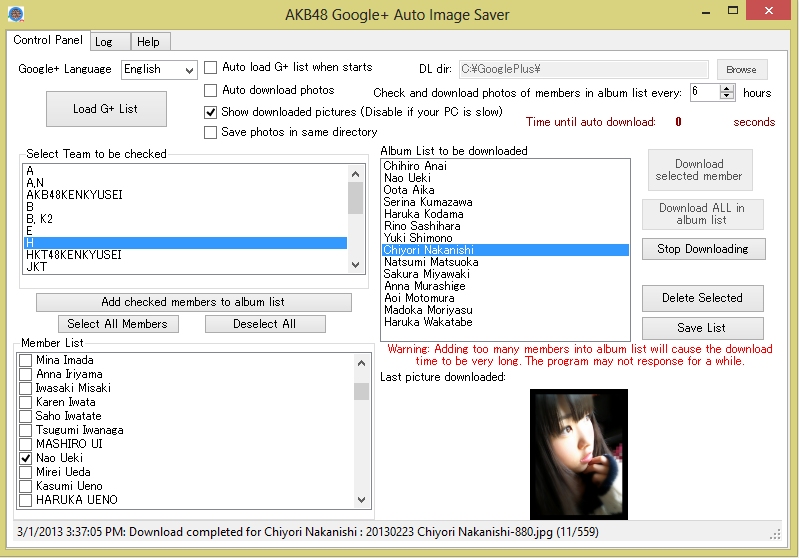 AKB48 Google+ Auto Image Saver
Control Panel
Log
Help
Google+ Language
English
Auto load G+ list when starts
DL dir:
C:¥GooglePlus¥
Browse
Load G+ List
Auto download photos
Check and download photos of members in album list every:
6
hours
Show downloaded pictures (Disable if your PC is slow)
Time until auto download:
0
seconds
Save photos in same directory
Select Team to be checked
A
A,N
AKB48KENKYUSEI
B
B, K2
E
H
HKT48KENKYUSEI
JKT
Album List to be downloaded
Chihiro Anai
Nao Ueki
Oota Aika
Serina Kumazawa
Haruka Kodama
Rino Sashihara
Yuki Shimono
Chiyori Nakanishi
Natsumi Matsuoka
Sakura Miyawaki
Anna Murashige
Aoi Motomura
Madoka Moriyasu
Haruka Wakatabe
Download
selected member
Download ALL in
album list
Stop Downloading
Delete Selected
Save List
Add checked members to album list
Select All Members
Deselect All
Warning: Adding too many members into album list will cause the download
time to be very long. The program may not response for a while.
Member List
Mina Imada
Anna Iriyama
Iwasaki Misaki
Karen Iwata
Saho Iwatate
Tsugumi Iwanaga
MASHIRO UI
Nao Ueki
Mirei Ueda
Kasumi Ueno
HARUKA UENO
Last picture downloaded:
3/1/2013 3:37:05 PM: Download completed for Chiyori Nakanishi : 20130223 Chiyori Nakanishi-880.jpg (11/559)